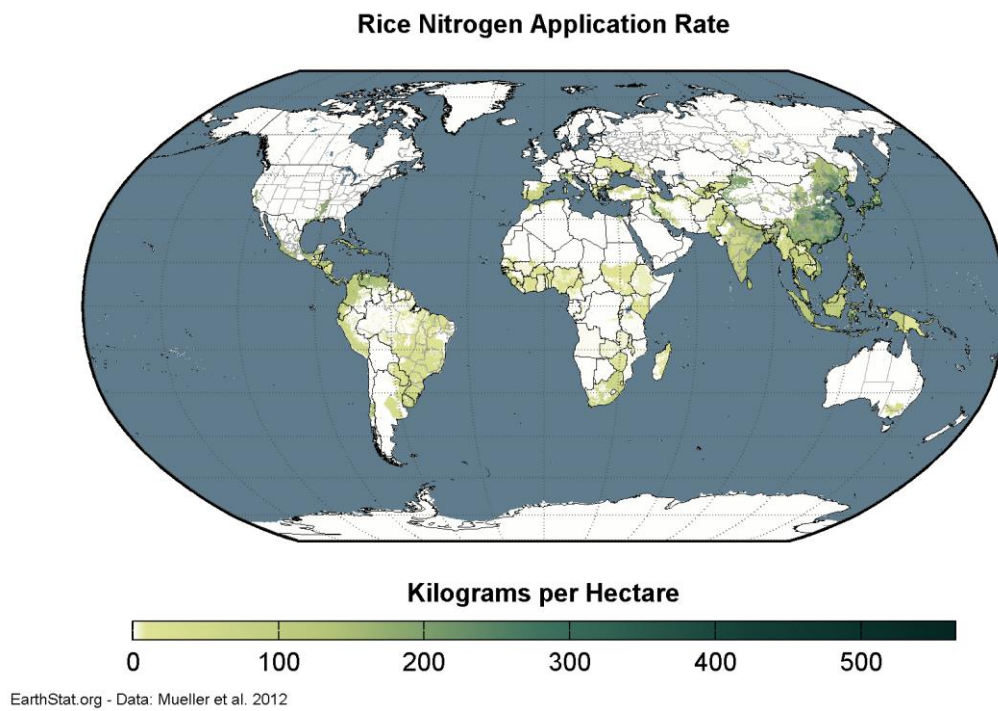 Rice Nitrogen Application Rate
Kilograms per Hectare
0 100 200 300 400 500
EarthStat.org - Data: Mueller et al. 2012